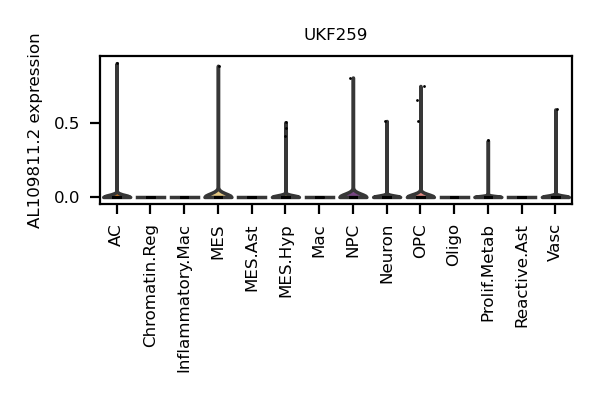 UKF259
AL109811.2 expression
0.5
0.0
AC
Chromatin.Reg
Inflammatory.Mac
MES
MES.Ast
MES.Hyp
Mac
NPC
Neuron
OPC
Oligo
Prolif.Metab
Reactive.Ast
Vasc